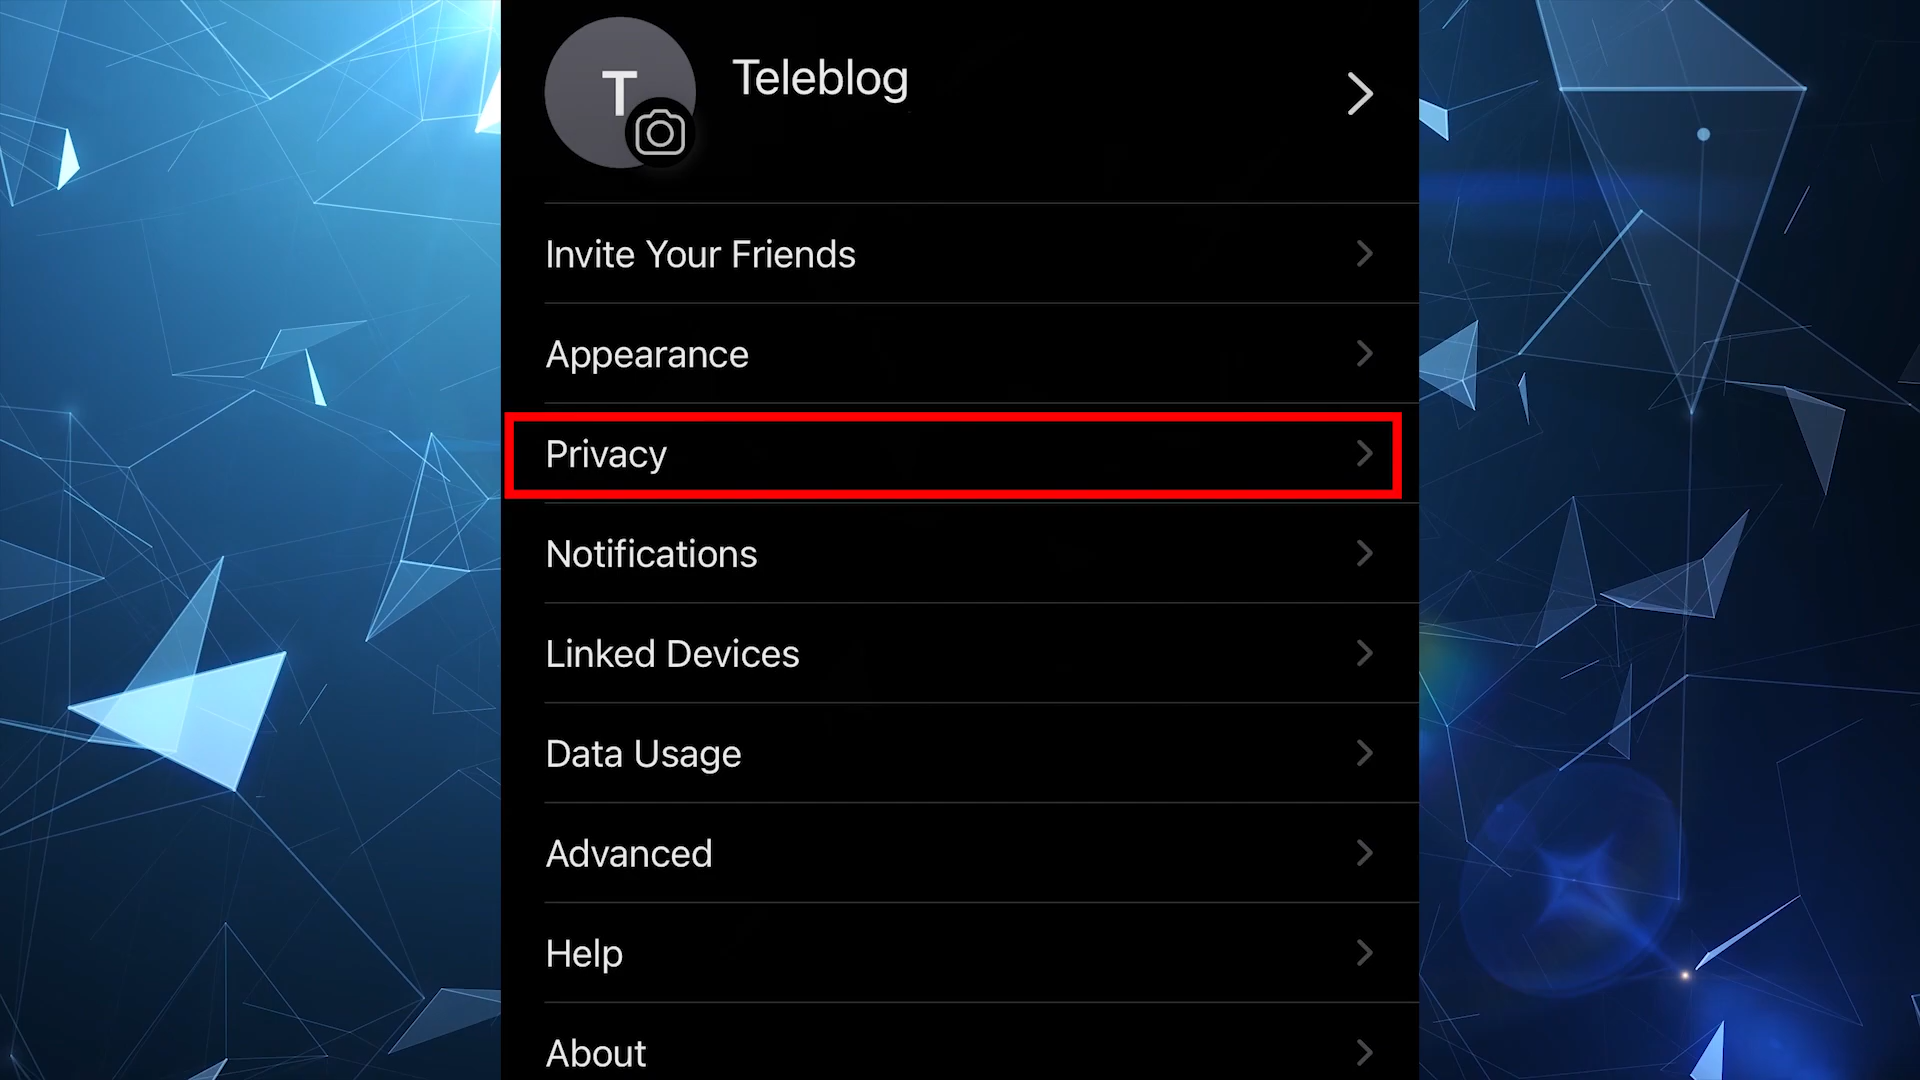 T
Teleblog
Invite Your Friends
Appearance
Privacy
Notifications
Linked Devices
Data Usage
Advanced
Help
About